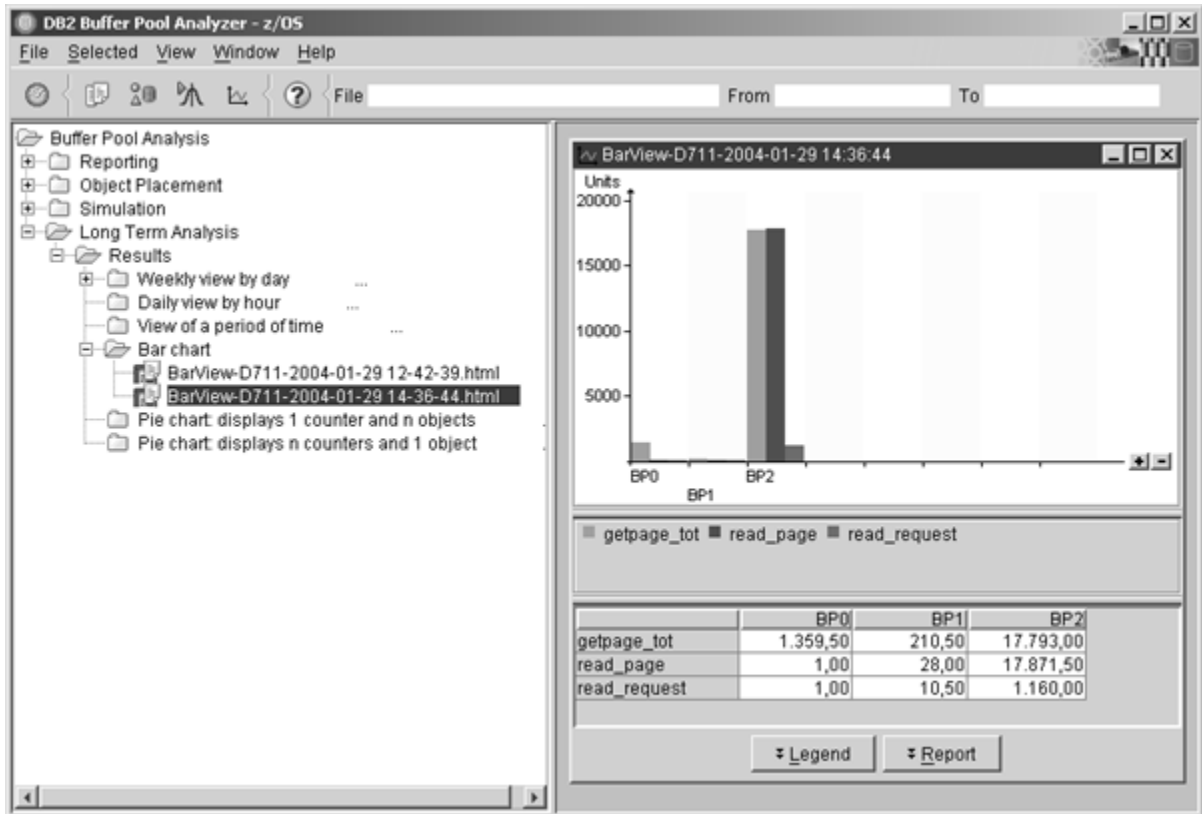 DB2 Buffer Pool Analyzer - z/OS
File Selected View Window Help
File From To
Buffer Pool Analysis
Reporting
Object Placement
Simulation
Long Term Analysis
Results
Weekly view by day ...
Daily view by hour ...
View of a period of time ...
Bar chart
BarView-D711-2004-01-29 12-42-39.html
BarView-D711-2004-01-29 14-36-44.html
Pie chart: displays 1 counter and n objects .
Pie chart: displays n counters and 1 object .
BarView-D711-2004-01-29 14:36:44
Units
20000
15000
10000
5000
BP0 BP2
BP1
getpage_tot read_page read_request
BP0 BP1 BP2
getpage_tot 1.359,50 210,50 17.793,00
read_page 1,00 28,00 17.871,50
read_request 1,00 10,50 1.160,00
Legend Report